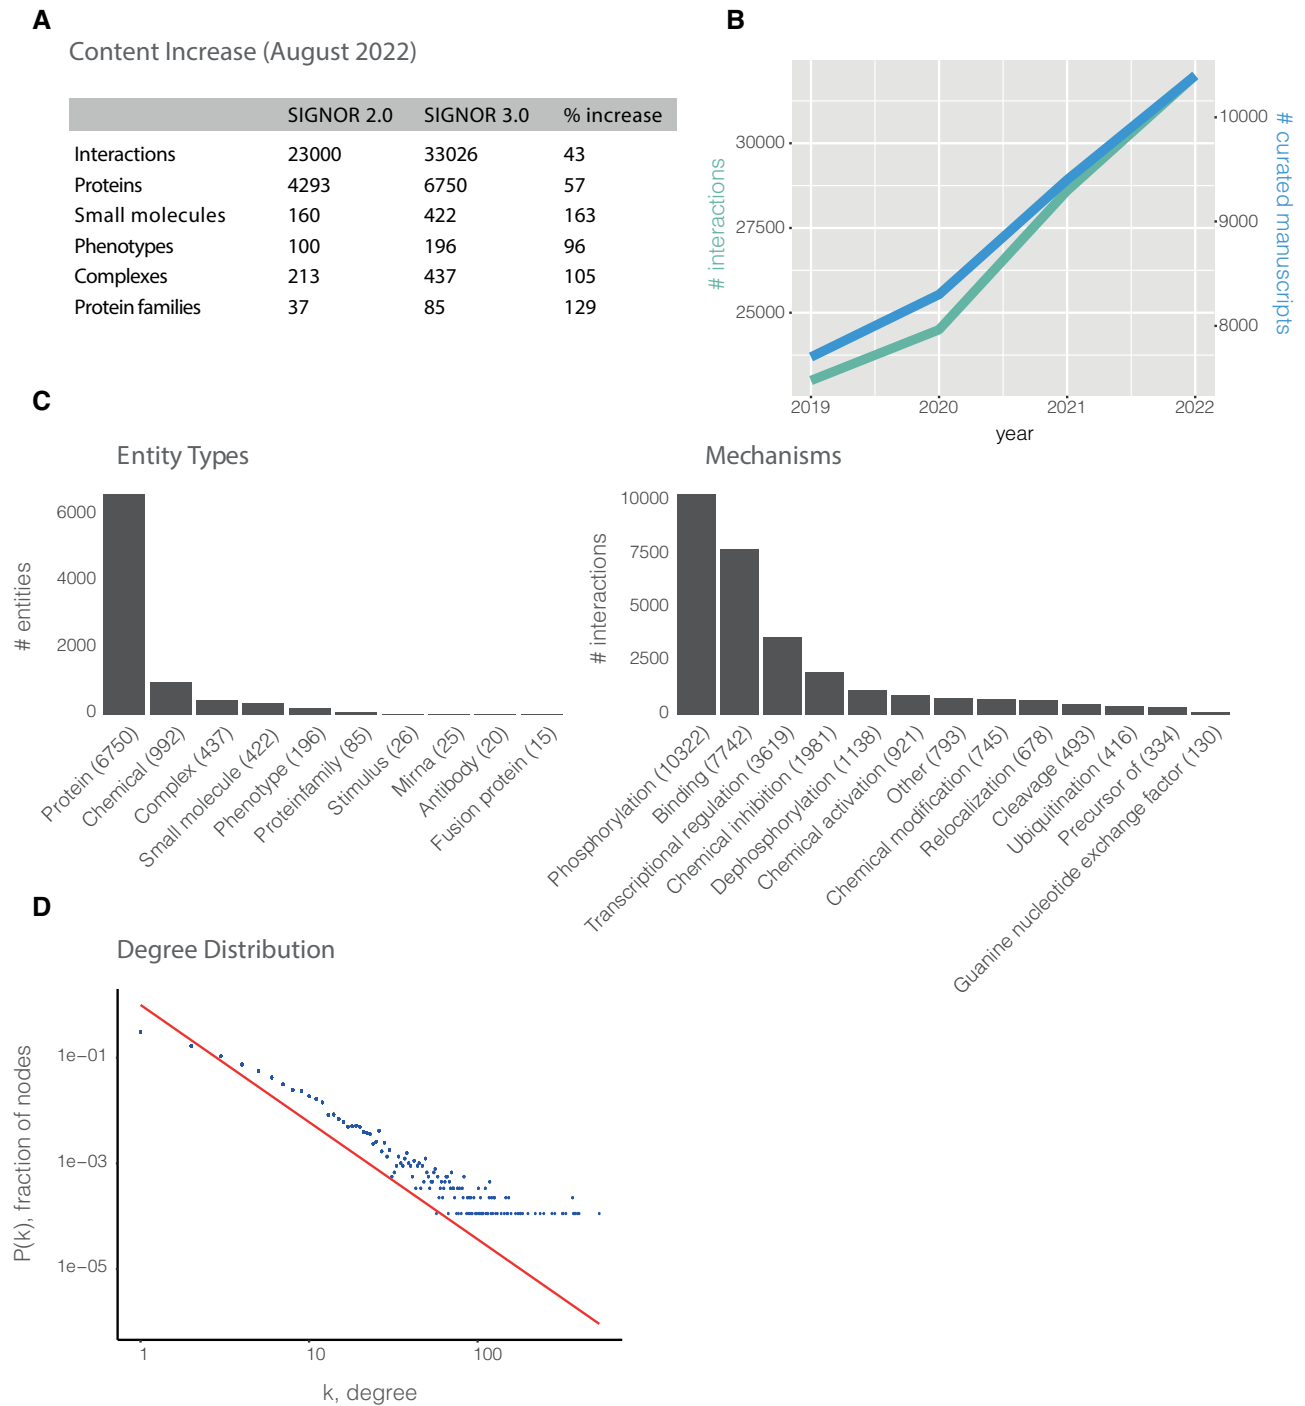 A
Content Increase (August 2022)
SIGNOR 2.0 SIGNOR 3.0 % increase
Interactions 23000 33026 43
Proteins 4293 6750 57
Small molecules 160 422 163
Phenotypes 100 196 96
Complexes 213 437 105
Protein families 37 85 129
B
# interactions
30000
27500
25000
10000
9000
8000
# curated manuscripts
2019 2020 2021 2022
year
C
Entity Types
# entities
6000
4000
2000
0
Protein (6750)
Chemical (992)
Complex (437)
Small molecule (422)
Phenotype (196)
Proteinfamily (85)
Stimulus (26)
Mirna (25)
Antibody (20)
Fusion protein (15)
Mechanisms
# interactions
10000
7500
5000
2500
0
Phosphorylation (10322)
Binding (7742)
Transcriptional regulation (3619)
Chemical inhibition (1981)
Dephosphorylation (1138)
Chemical activation (921)
Other (793)
Chemical modification (745)
Relocalization (678)
Cleavage (493)
Ubiquitination (416)
Precursor of (334)
Guanine nucleotide exchange factor (130)
D
Degree Distribution
P(k), fraction of nodes
1e−01
1e−03
1e−05
1 10 100
k, degree